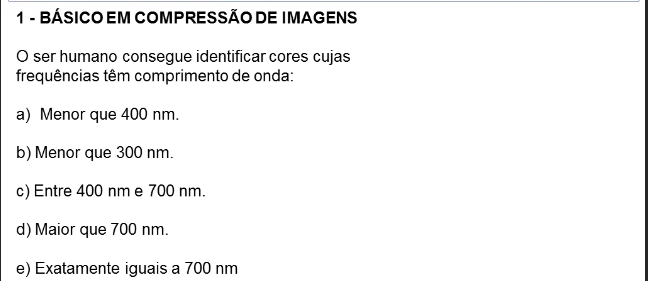 1 - BÁSICO EM COMPRESSÃO DE IMAGENS
O ser humano consegue identificar cores cujas
frequências têm comprimento de onda:
a) Menor que 400 nm.
b) Menor que 300 nm.
c) Entre 400 nm e 700 nm.
d) Maior que 700 nm.
e) Exatamente iguais a 700 nm